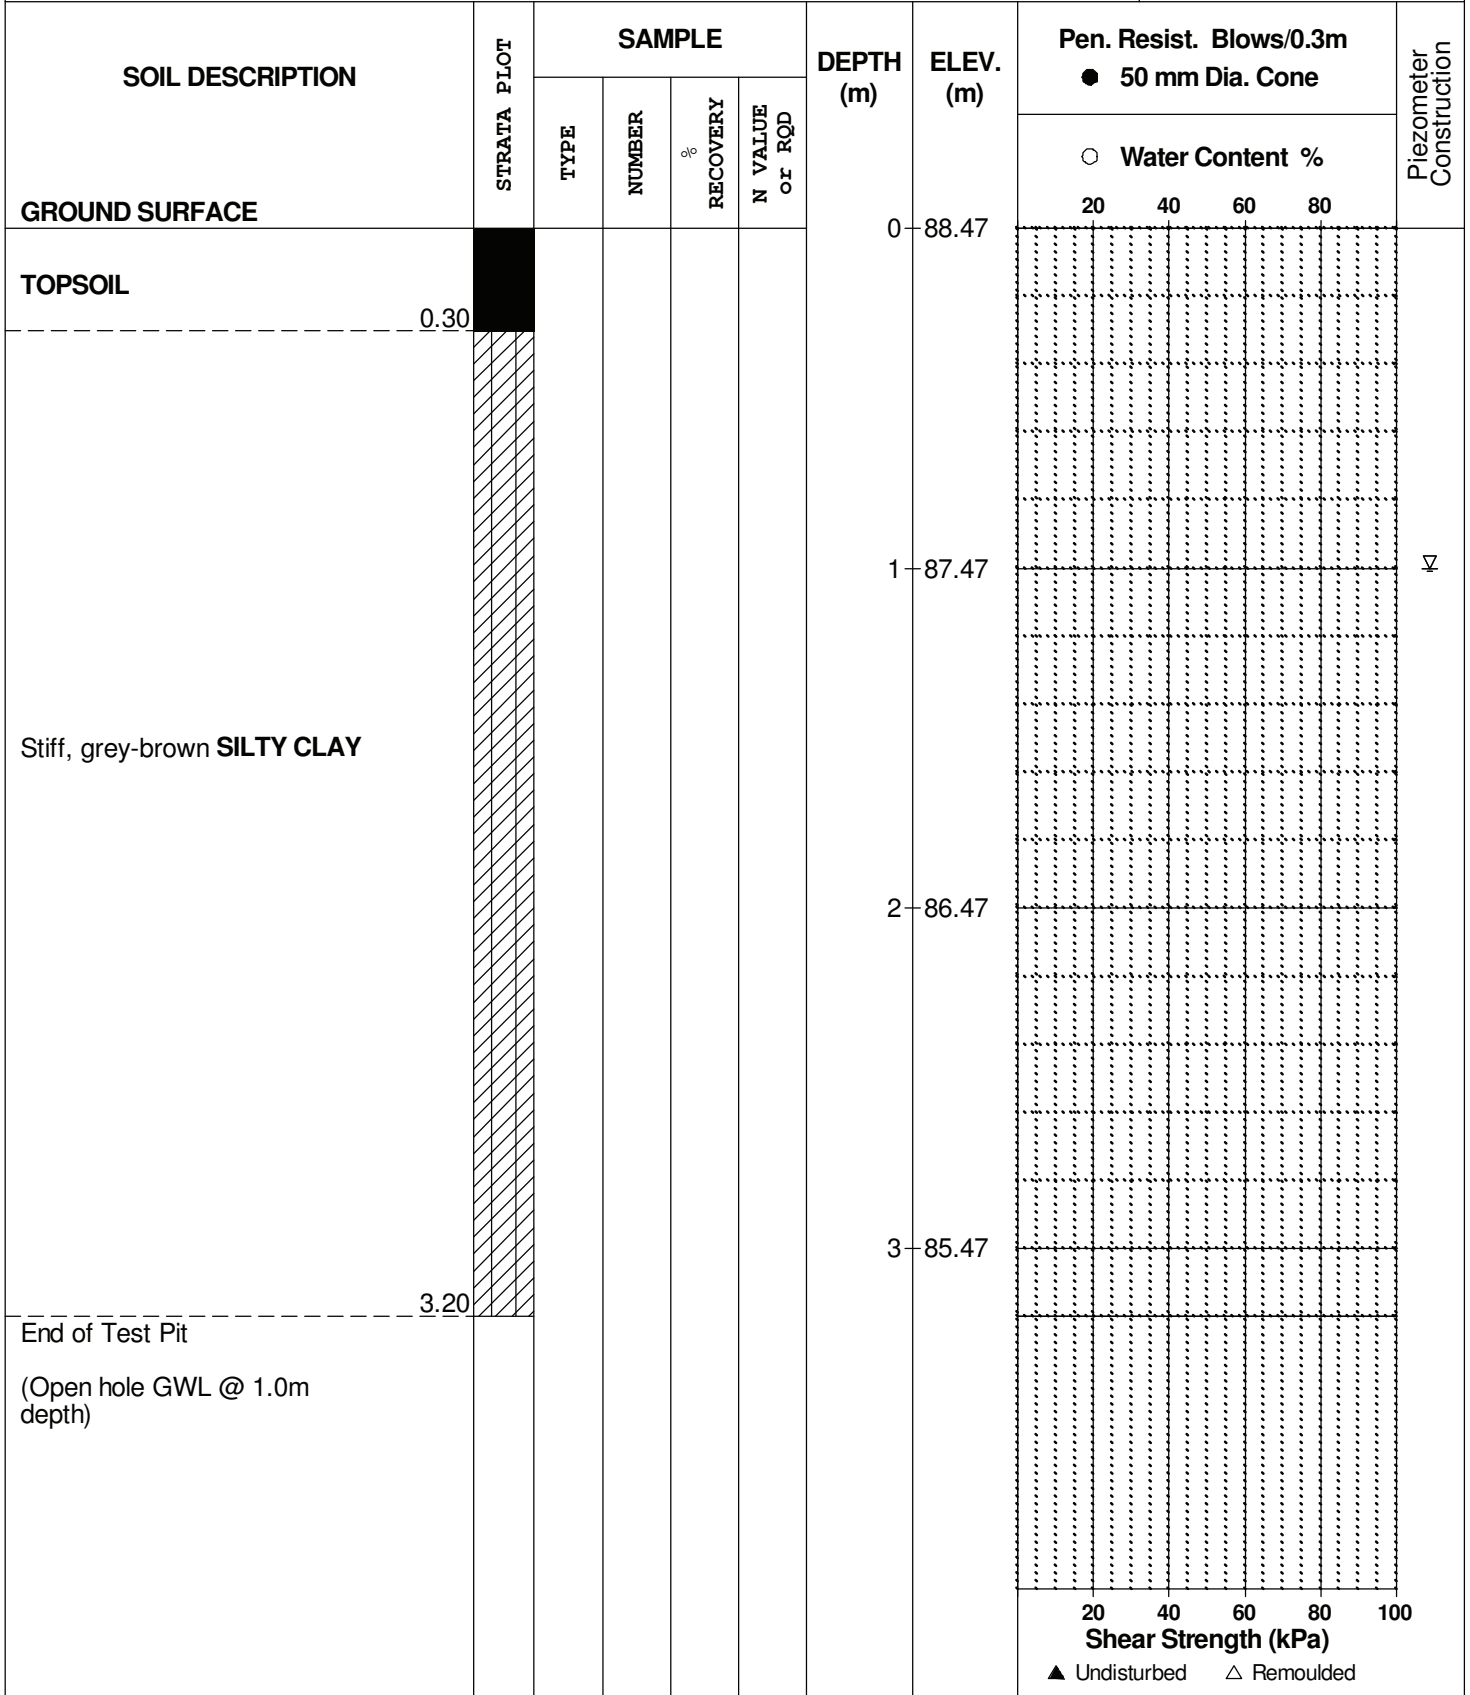 SOIL DESCRIPTION
GROUND SURFACE
STRATA PLOT
SAMPLE
TYPE
NUMBER
%
RECOVERY
N VALUE
or RQD
DEPTH
(m)
ELEV.
(m)
Pen. Resist. Blows/0.3m
● 50 mm Dia. Cone
○ Water Content %
20 40 60 80
Piezometer
Construction
0 88.47
TOPSOIL
0.30
1 87.47
Stiff, grey-brown SILTY CLAY
2 86.47
3 85.47
3.20
End of Test Pit
(Open hole GWL @ 1.0m
depth)
20 40 60 80 100
Shear Strength (kPa)
▲ Undisturbed △ Remoulded